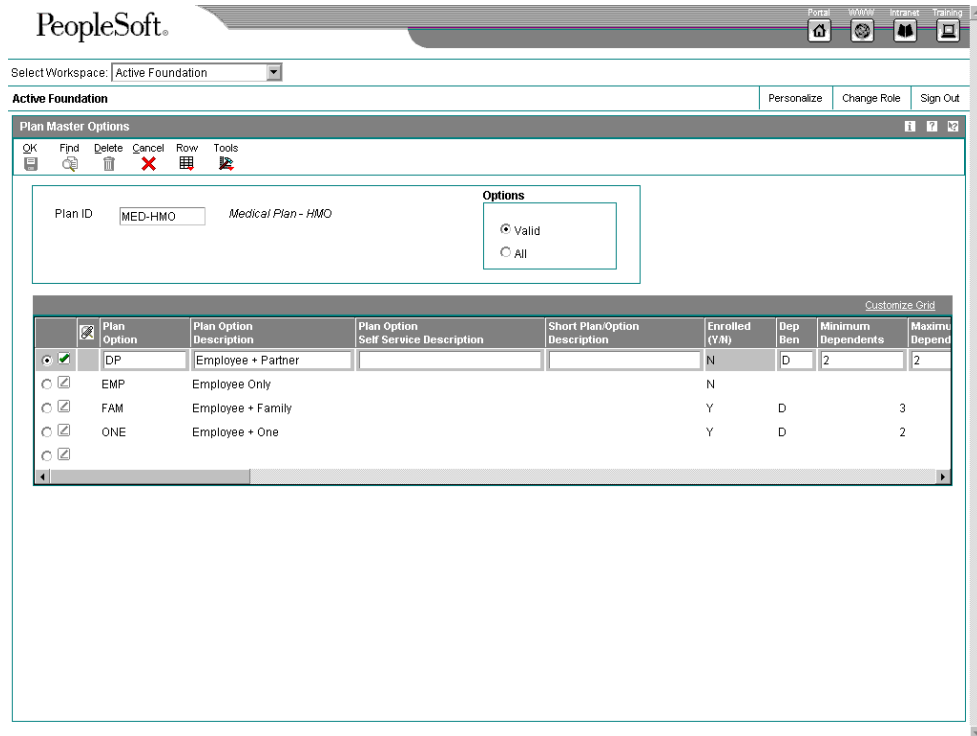 PeopleSoft®
Portal WWW Intranet Training
Select Workspace: Active Foundation
Active Foundation Personalize Change Role Sign Out
Plan Master Options i ? ?
OK Find Delete Cancel Row Tools
Options
Plan ID MED-HMO Medical Plan - HMO
Valid
All
Customize Grid
Plan Option Plan Option Description Plan Option Self Service Description Short Plan/Option Description Enrolled (Y/N) Dep Ben Minimum Dependents Maximu Depend
DP Employee + Partner N D 2 2
EMP Employee Only N
FAM Employee + Family Y D 3
ONE Employee + One Y D 2